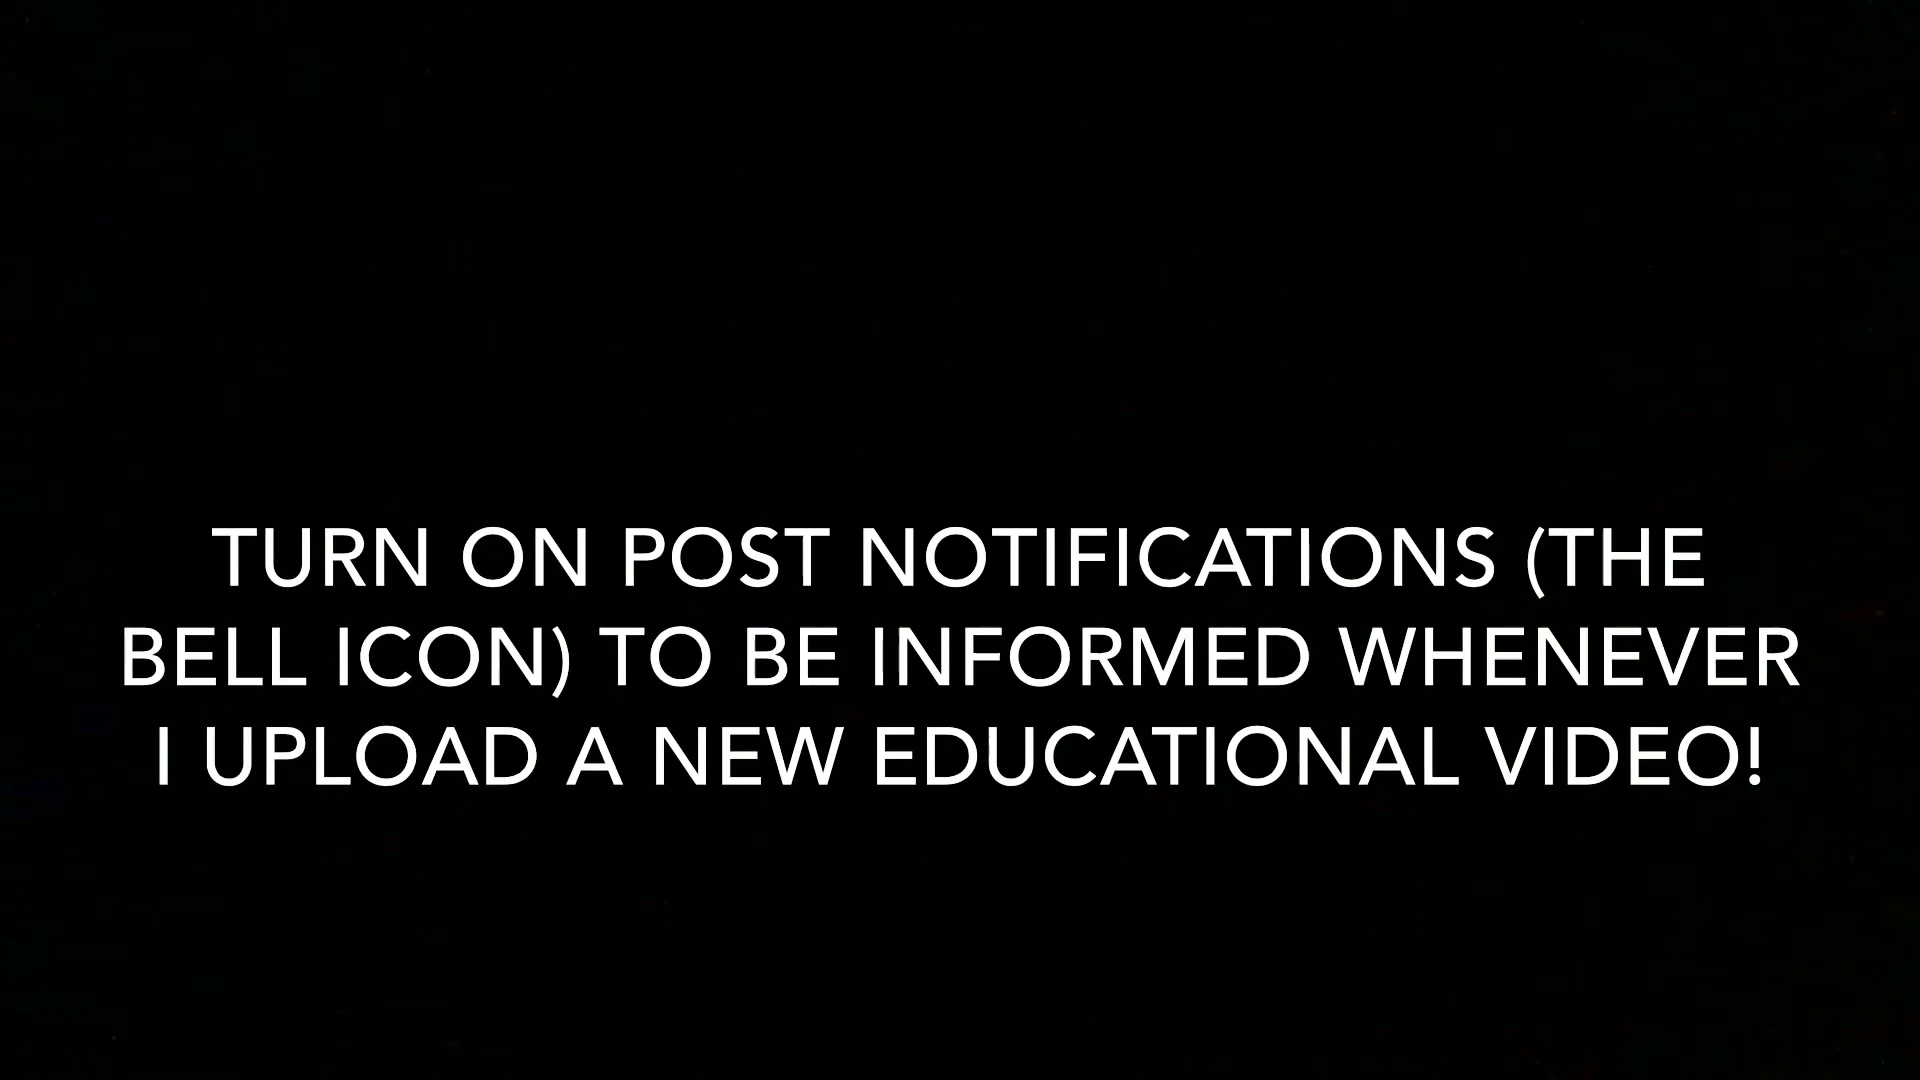 TURN ON POST NOTIFICATIONS (THE
BELL ICON) TO BE INFORMED WHENEVER
I UPLOAD A NEW EDUCATIONAL VIDEO!